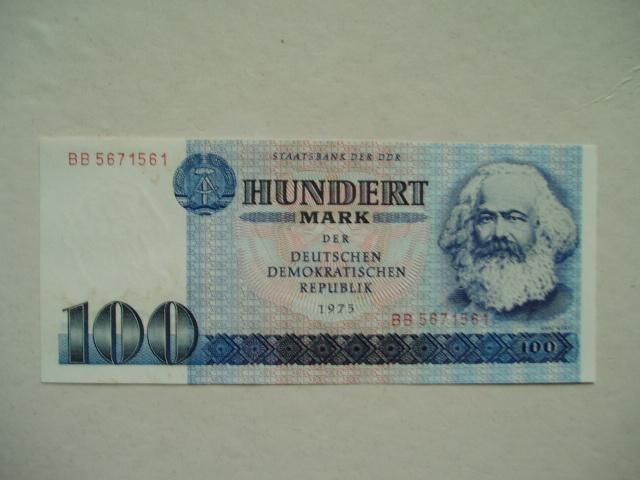 BB 5671561
STAATSBANK DER DDR
HUNDERT
MARK
DER
DEUTSCHEN
DEMOKRATISCHEN
REPUBLIK
1975
BB 5671561
100
100